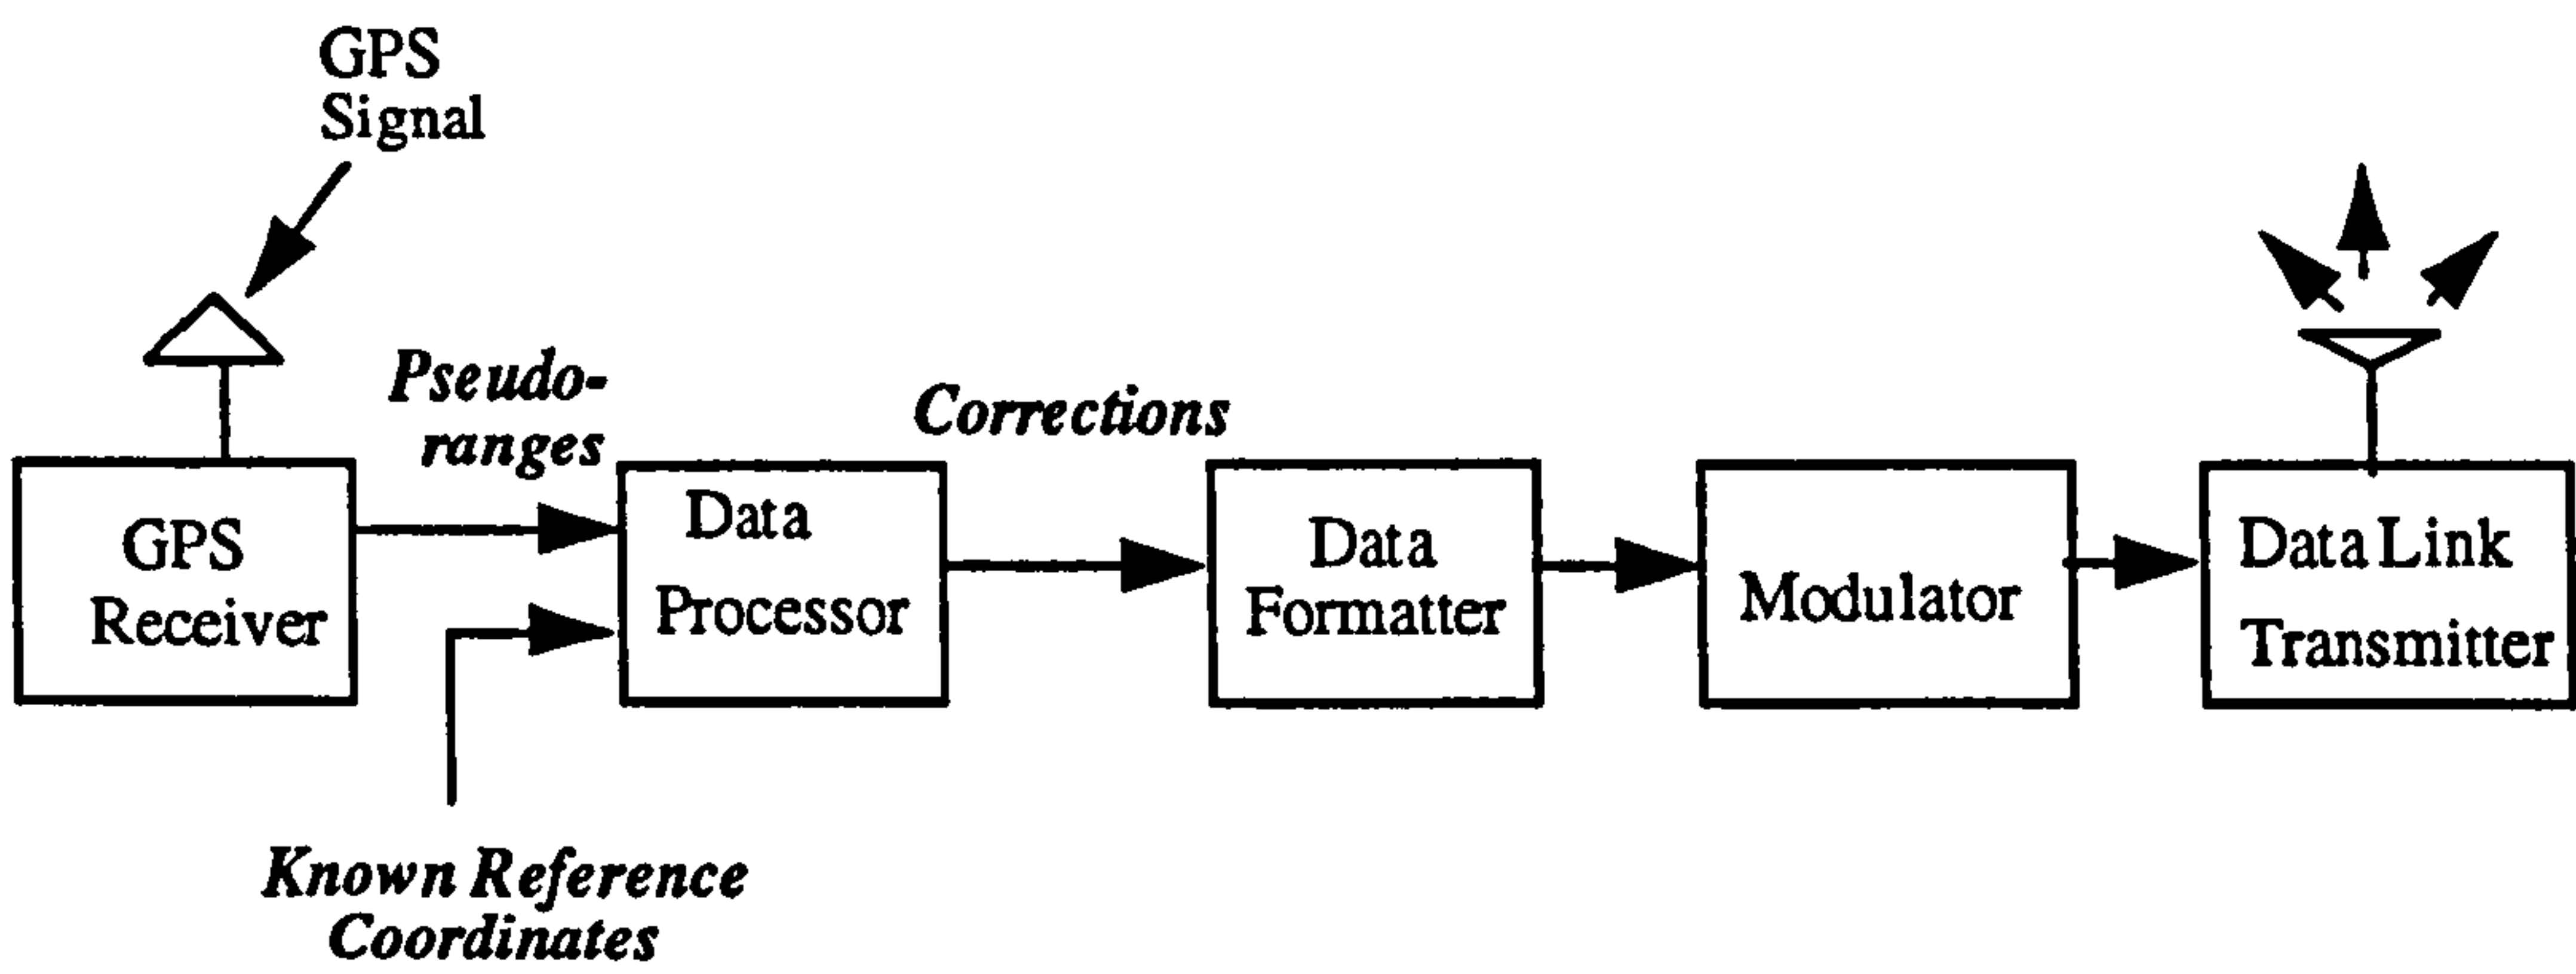 GPS
Signal
Pseudo-
ranges
Corrections
GPS
Receiver
Data
Processor
Data
Formatter
Modulator
Data Link
Transmitter
Known Reference
Coordinates